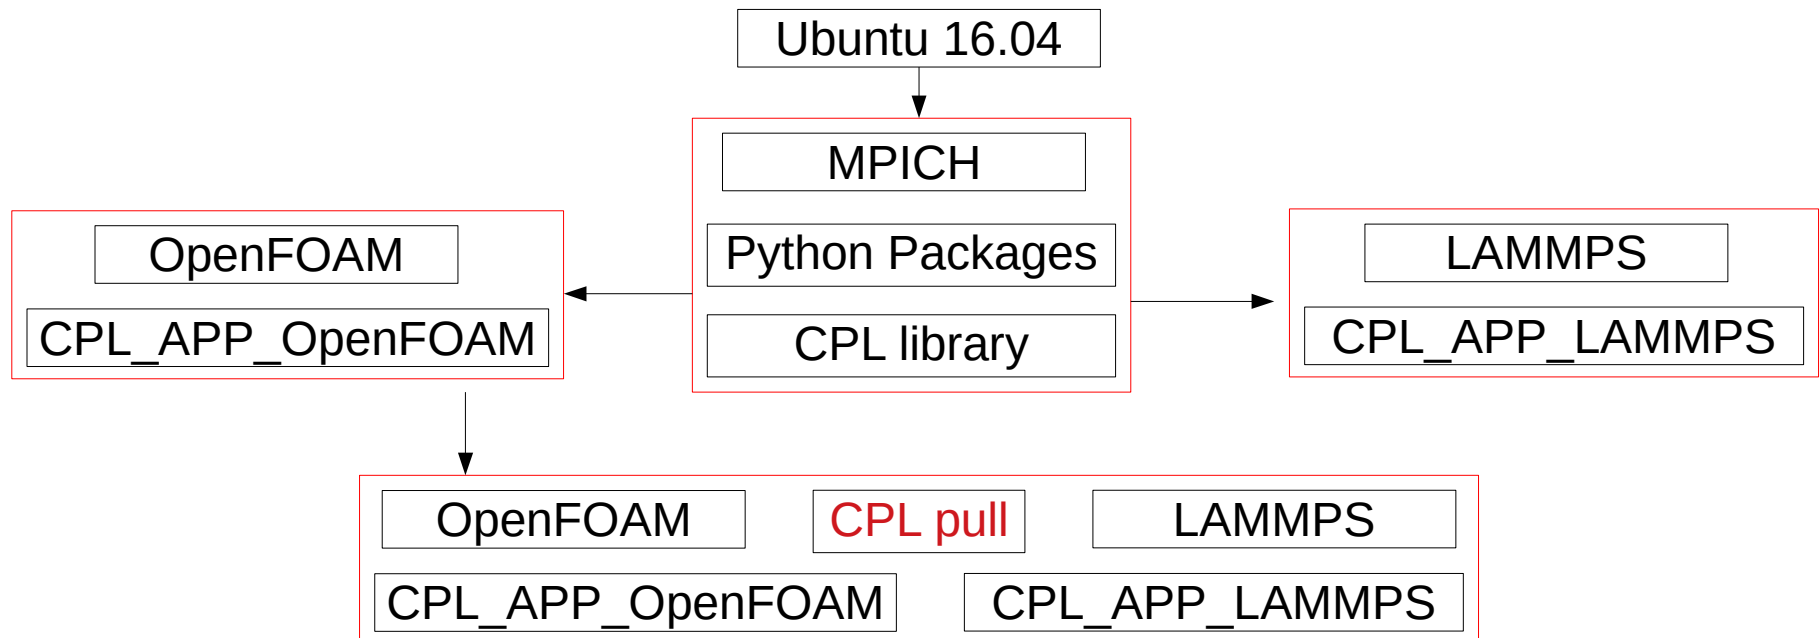 Ubuntu 16.04
MPICH
Python Packages
CPL library
OpenFOAM
CPL_APP_OpenFOAM
LAMMPS
CPL_APP_LAMMPS
OpenFOAM
CPL pull
LAMMPS
CPL_APP_OpenFOAM
CPL_APP_LAMMPS